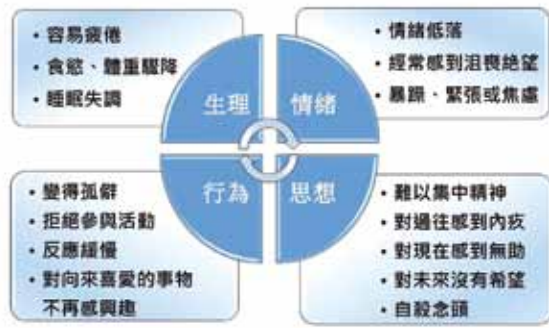 • 容易疲倦
• 食慾、體重驟降
• 睡眠失調
• 情緒低落
• 經常感到沮喪絕望
• 暴躁、緊張或焦慮
生理
情緒
行為
思想
• 變得孤僻
• 拒絕參與活動
• 反應緩慢
• 對向來喜愛的事物
不再感興趣
• 難以集中精神
• 對過往感到內疚
• 對現在感到無助
• 對未來沒有希望
• 自殺念頭